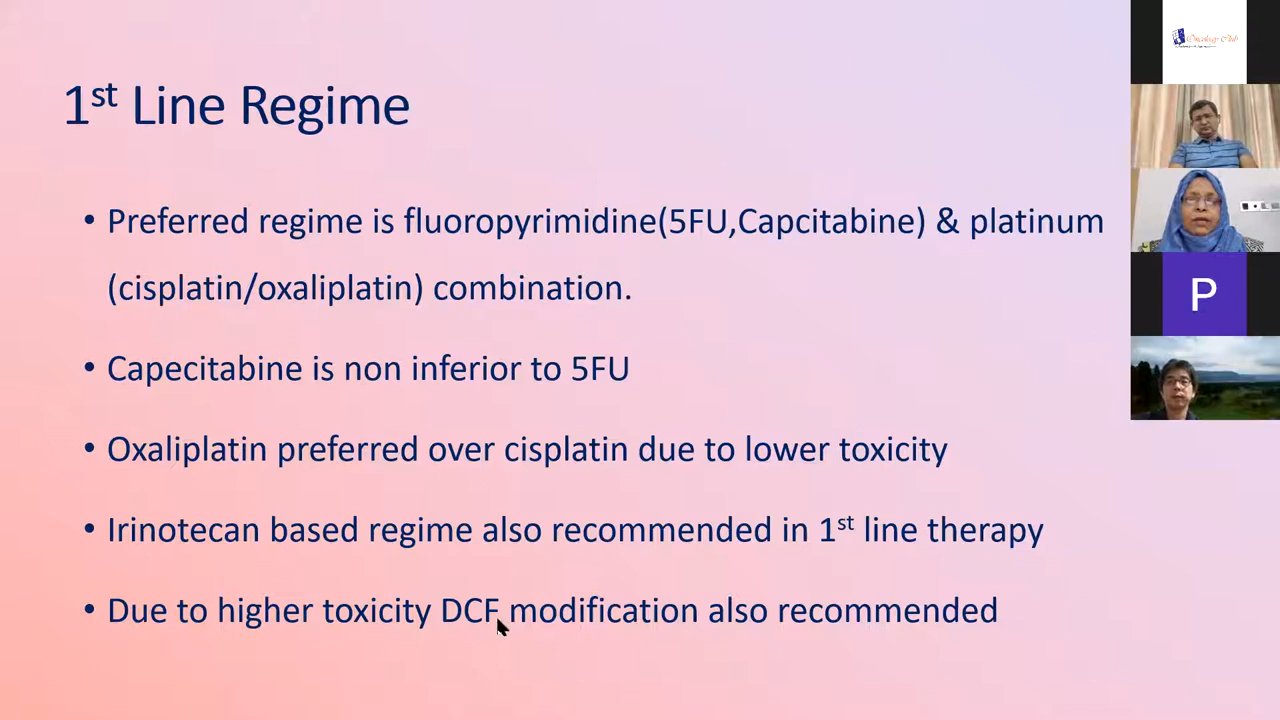 1st Line Regime
• Preferred regime is fluoropyrimidine(5FU,Capcitabine) & platinum
(cisplatin/oxaliplatin) combination.
• Capecitabine is non inferior to 5FU
• Oxaliplatin preferred over cisplatin due to lower toxicity
• Irinotecan based regime also recommended in 1st line therapy
• Due to higher toxicity DCF modification also recommended
Oncology Club
P